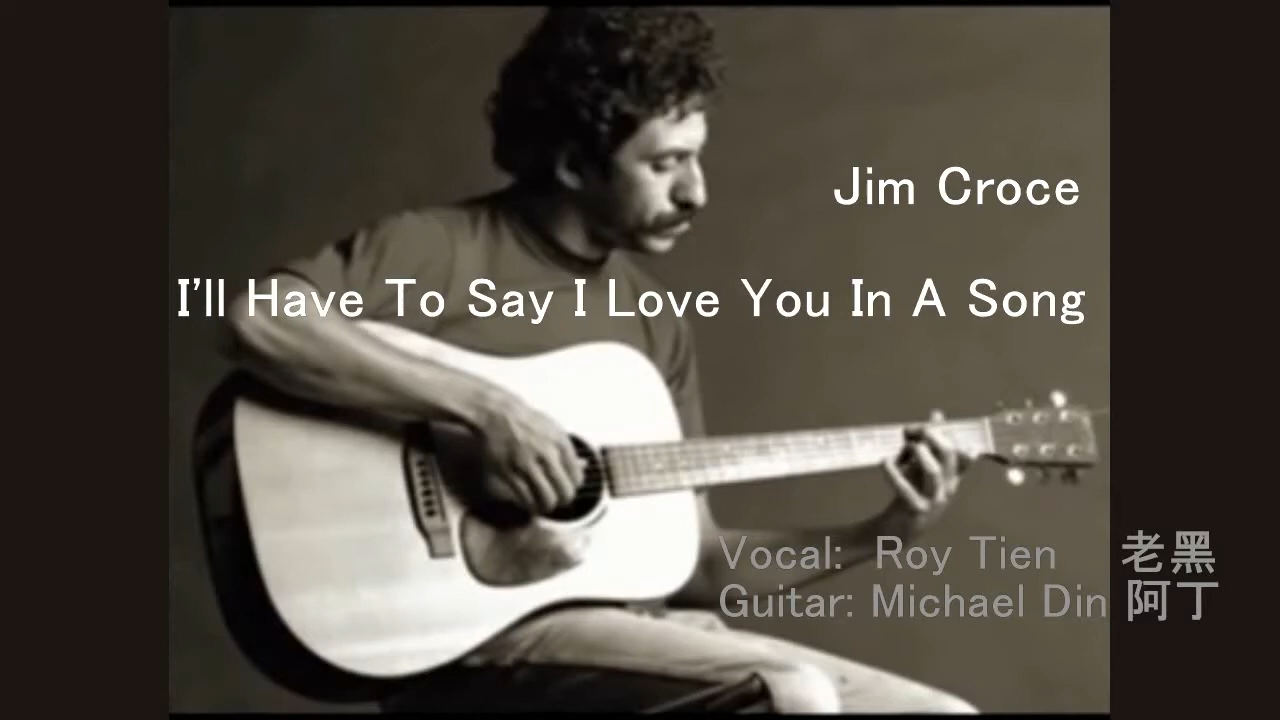 Jim Croce
I'll Have To Say I Love You In A Song
Vocal: Roy Tien 老黑
Guitar: Michael Din 阿丁